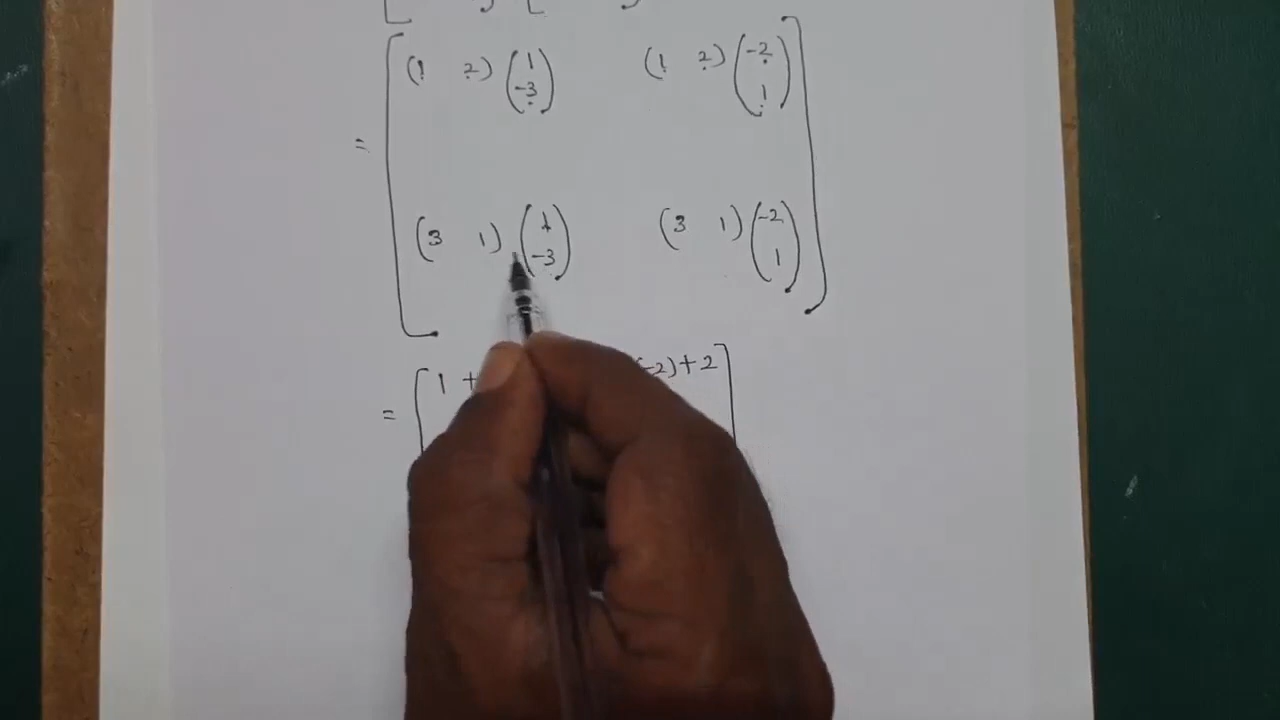 (1 2) (1 -3) (1 2) (-2 1)
=
(3 1) (1 -3) (3 1) (-2 1)
= [ 1 + -2)+2 ]